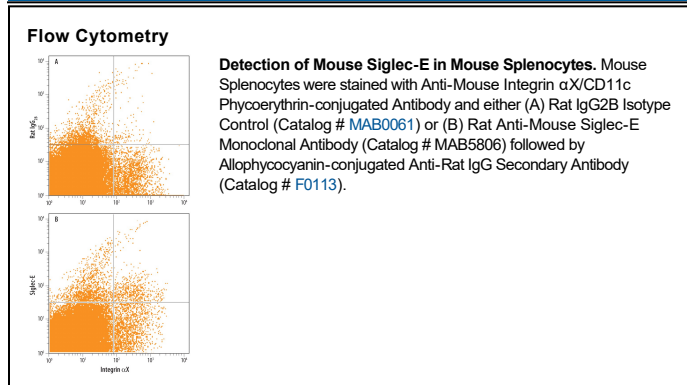 Flow Cytometry
Detection of Mouse Siglec-E in Mouse Splenocytes. Mouse
Splenocytes were stained with Anti-Mouse Integrin αX/CD11c
Phycoerythrin-conjugated Antibody and either (A) Rat IgG2B Isotype
Control (Catalog # MAB0061) or (B) Rat Anti-Mouse Siglec-E
Monoclonal Antibody (Catalog # MAB5806) followed by
Allophycocyanin-conjugated Anti-Rat IgG Secondary Antibody
(Catalog # F0113).
A
B
Siglec-E
Integrin αX